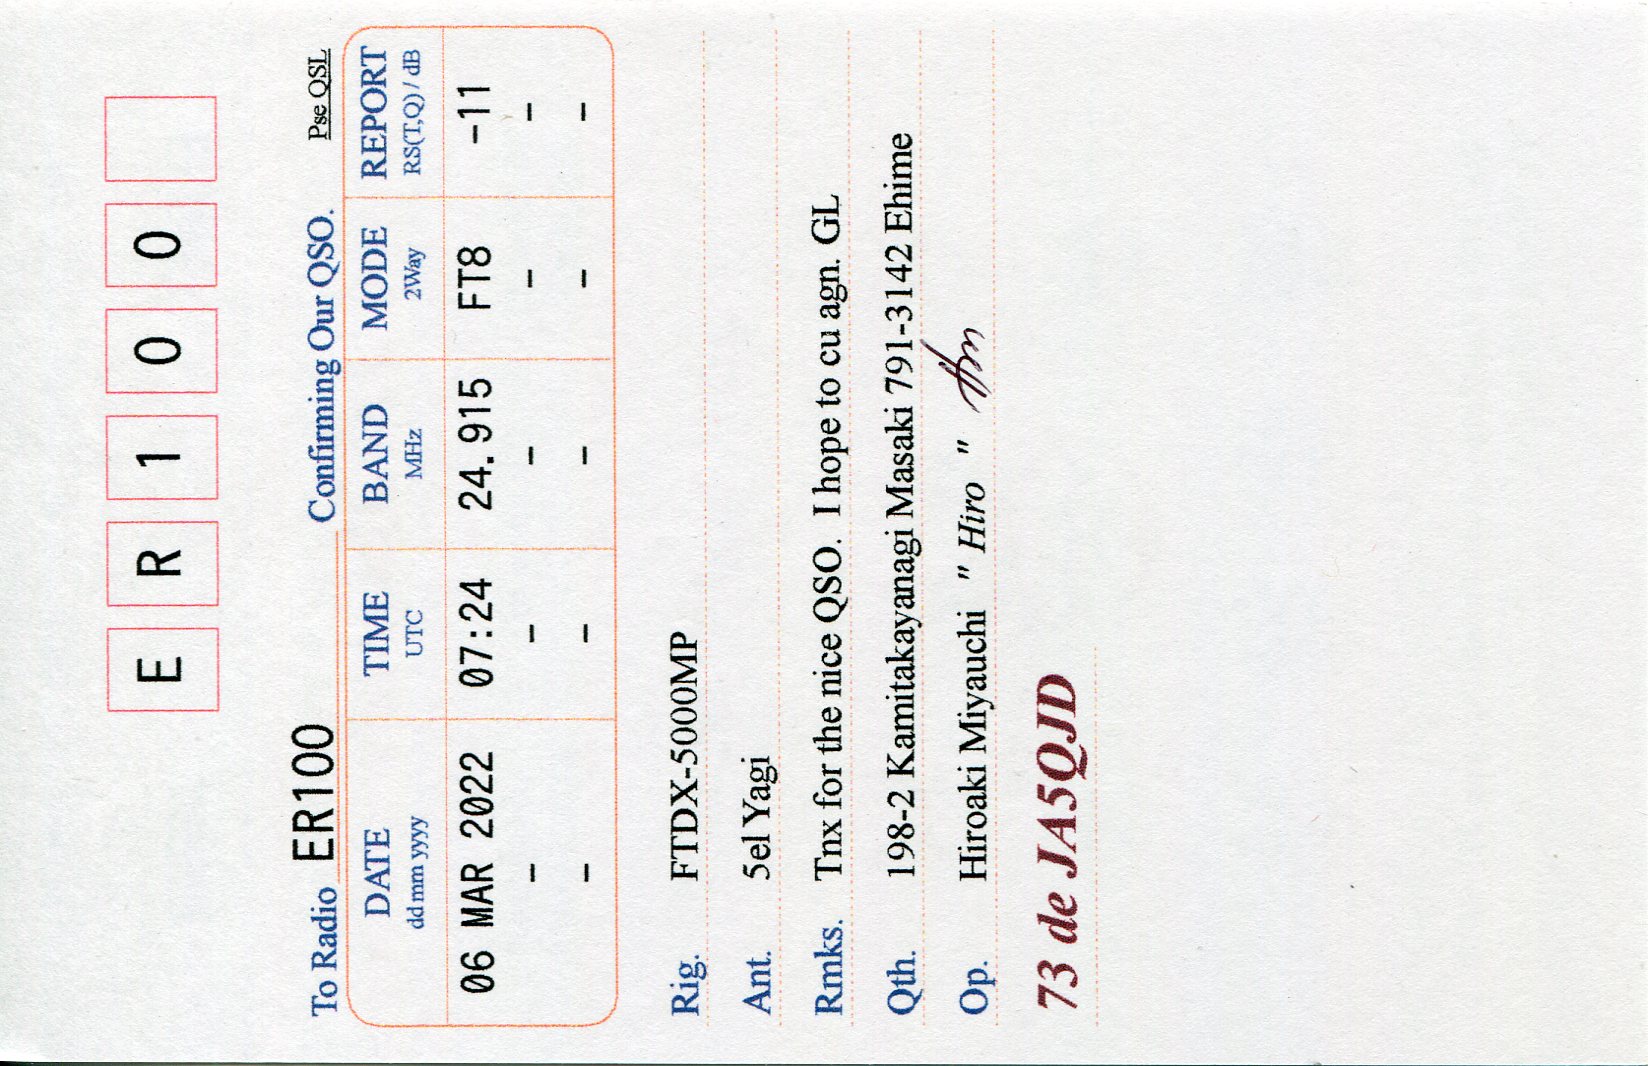 E R 1 0 0
To Radio ER100 Confirming Our QSO. Pse QSL
DATE TIME BAND MODE REPORT
dd mm yyyy UTC MHz 2Way RS(T,Q) / dB
06 MAR 2022 07:24 24.915 FT8 -11
- - - - -
- - - - -
Rig. FTDX-5000MP
Ant. 5el Yagi
Rmks. Tnx for the nice QSO. I hope to cu agn. GL
Qth. 198-2 Kamitakayanagi Masaki 791-3142 Ehime
Op. Hiroaki Miyauchi " Hiro "
73 de JA5QJD